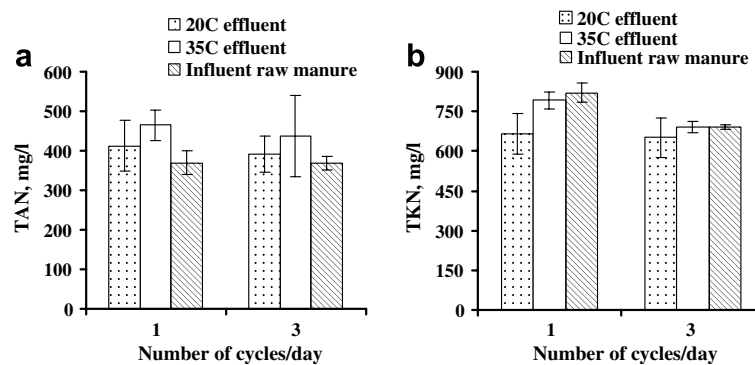 a
20C effluent
35C effluent
Influent raw manure
TAN, mg/l
600
500
400
300
200
100
0
1
3
Number of cycles/day
b
20C effluent
35C effluent
Influent raw manure
TKN, mg/l
900
750
600
450
300
150
0
1
3
Number of cycles/day